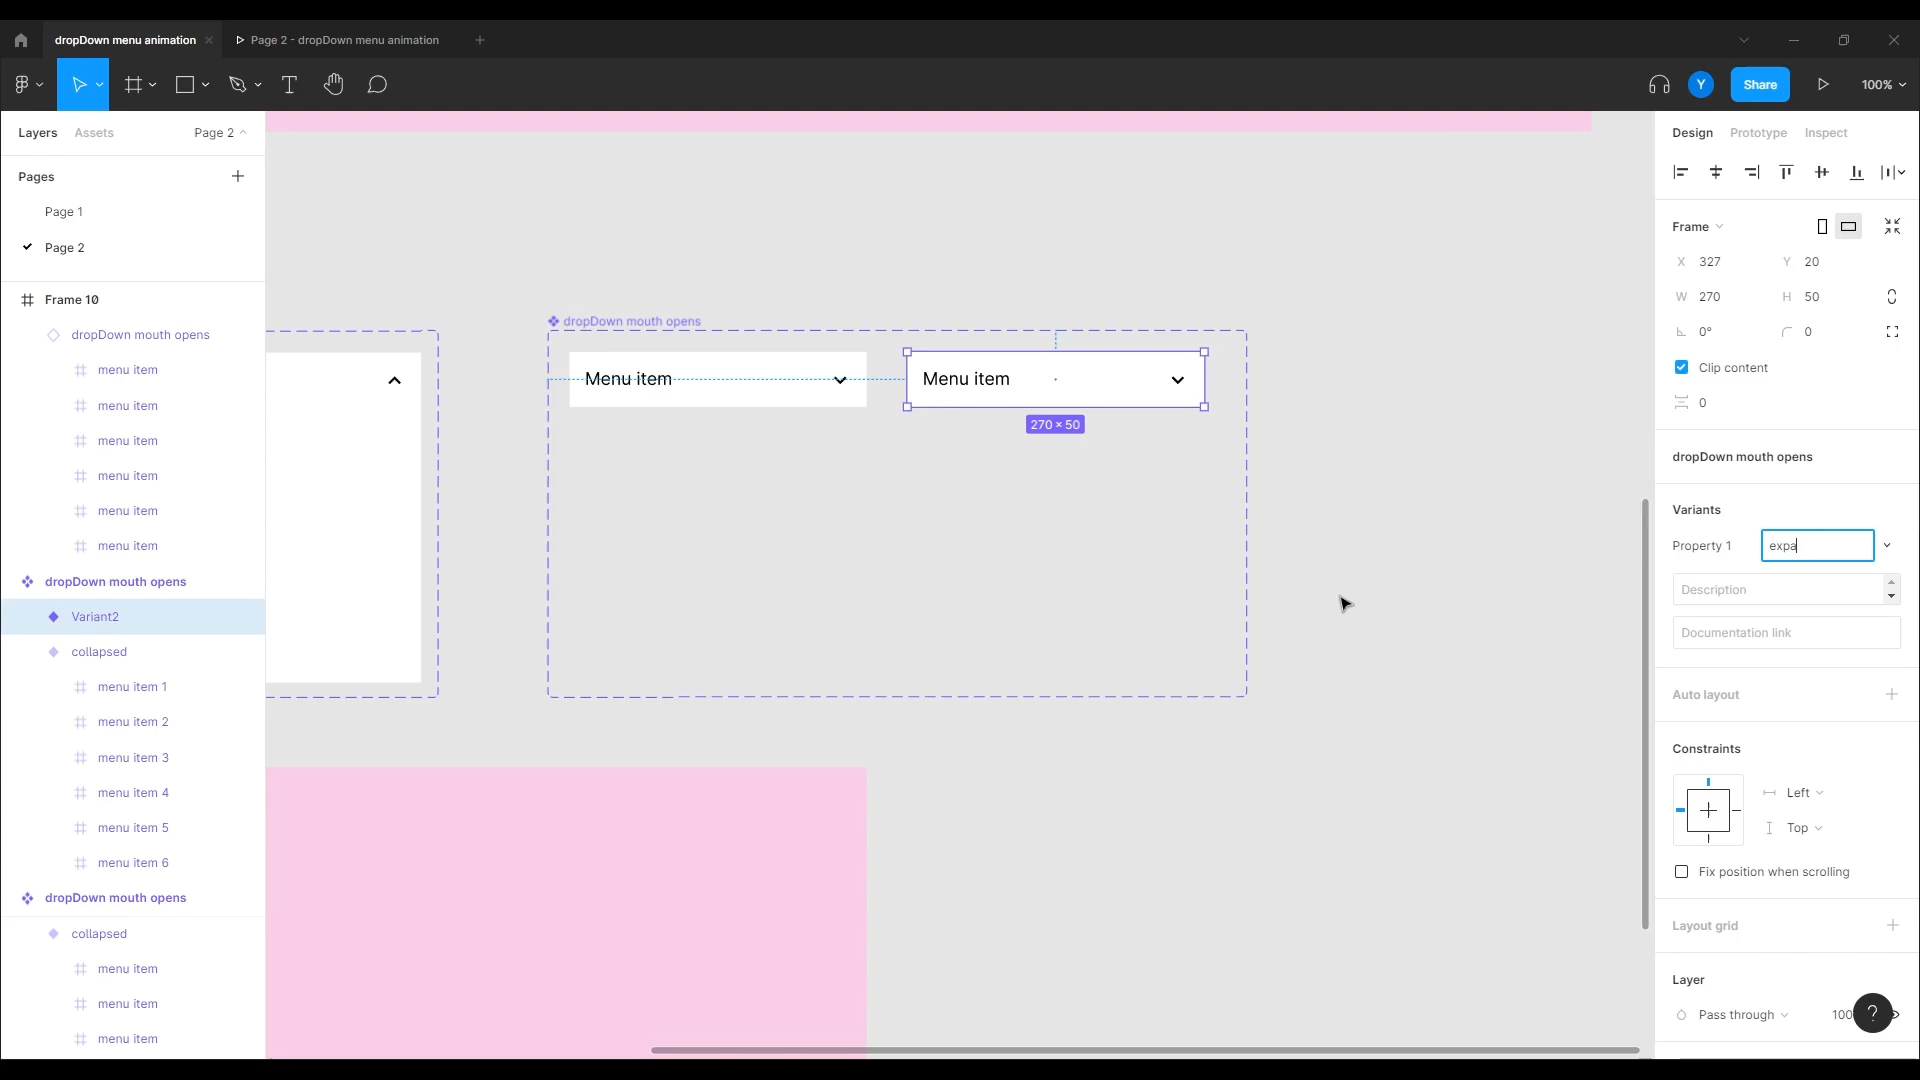 dropDown menu animation
Page 2 - dropDown menu animation
Y
Share
100%
Layers
Assets
Page 2
Pages
Page 1
Page 2
Frame 10
dropDown mouth opens
menu item
menu item
menu item
menu item
menu item
menu item
dropDown mouth opens
Variant2
collapsed
menu item 1
menu item 2
menu item 3
menu item 4
menu item 5
menu item 6
dropDown mouth opens
collapsed
menu item
menu item
menu item
dropDown mouth opens
Menu item
Menu item
270 × 50
Design
Prototype
Inspect
Frame
X 327
Y 20
W 270
H 50
0°
0
Clip content
0
dropDown mouth opens
Variants
Property 1
expa
Description
Documentation link
Auto layout
Constraints
Left
Top
Fix position when scrolling
Layout grid
Layer
Pass through
?